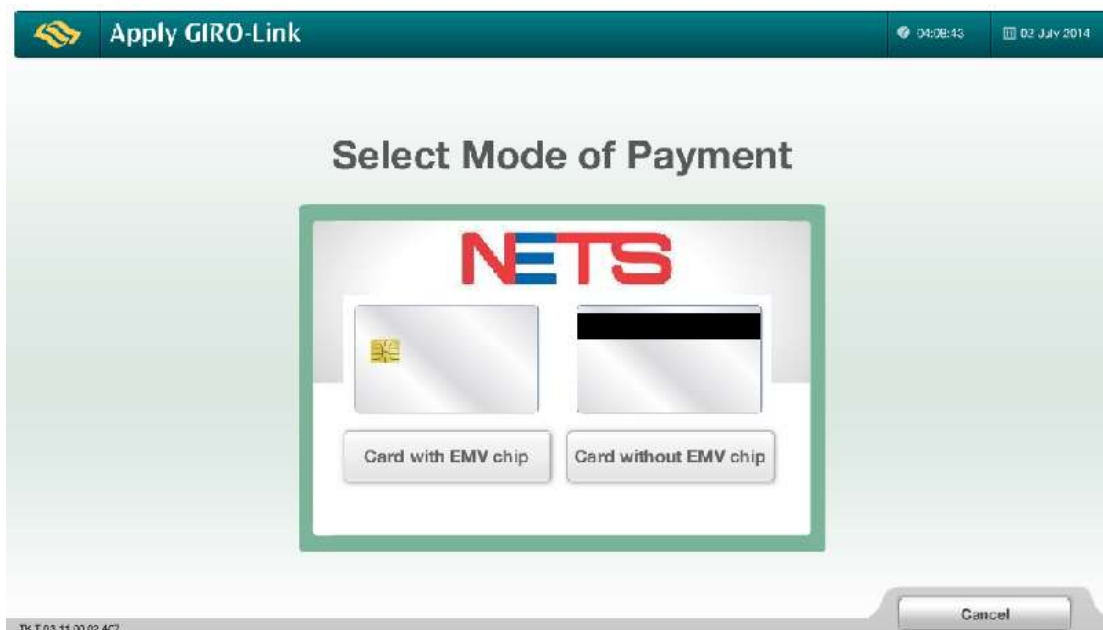 Apply GIRO-Link
04:08:43
02 July 2014
Select Mode of Payment
NETS
Card with EMV chip
Card without EMV chip
Cancel